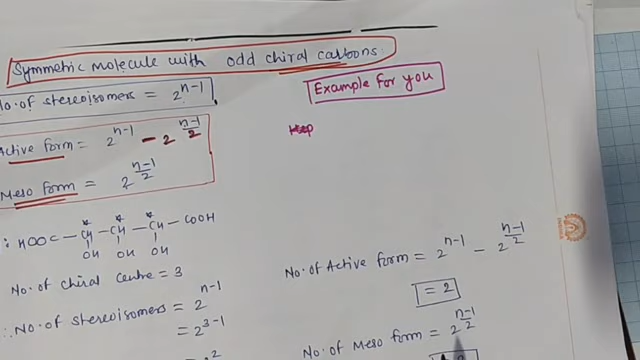 Symmetric molecule with odd chiral carbons
No. of stereoisomers = 2^(n-1)
Example for you
Active form = 2^(n-1) - 2^((n-1)/2)
Meso form = 2^((n-1)/2)
HOOC - CH - CH - CH - COOH
* * *
OH OH OH
No. of chiral centre = 3
∴ No. of stereoisomers = 2^(n-1)
= 2^(3-1)
= 2^2
No. of Active form = 2^(n-1) - 2^((n-1)/2)
= 2
No. of Meso form = 2^((n-1)/2)